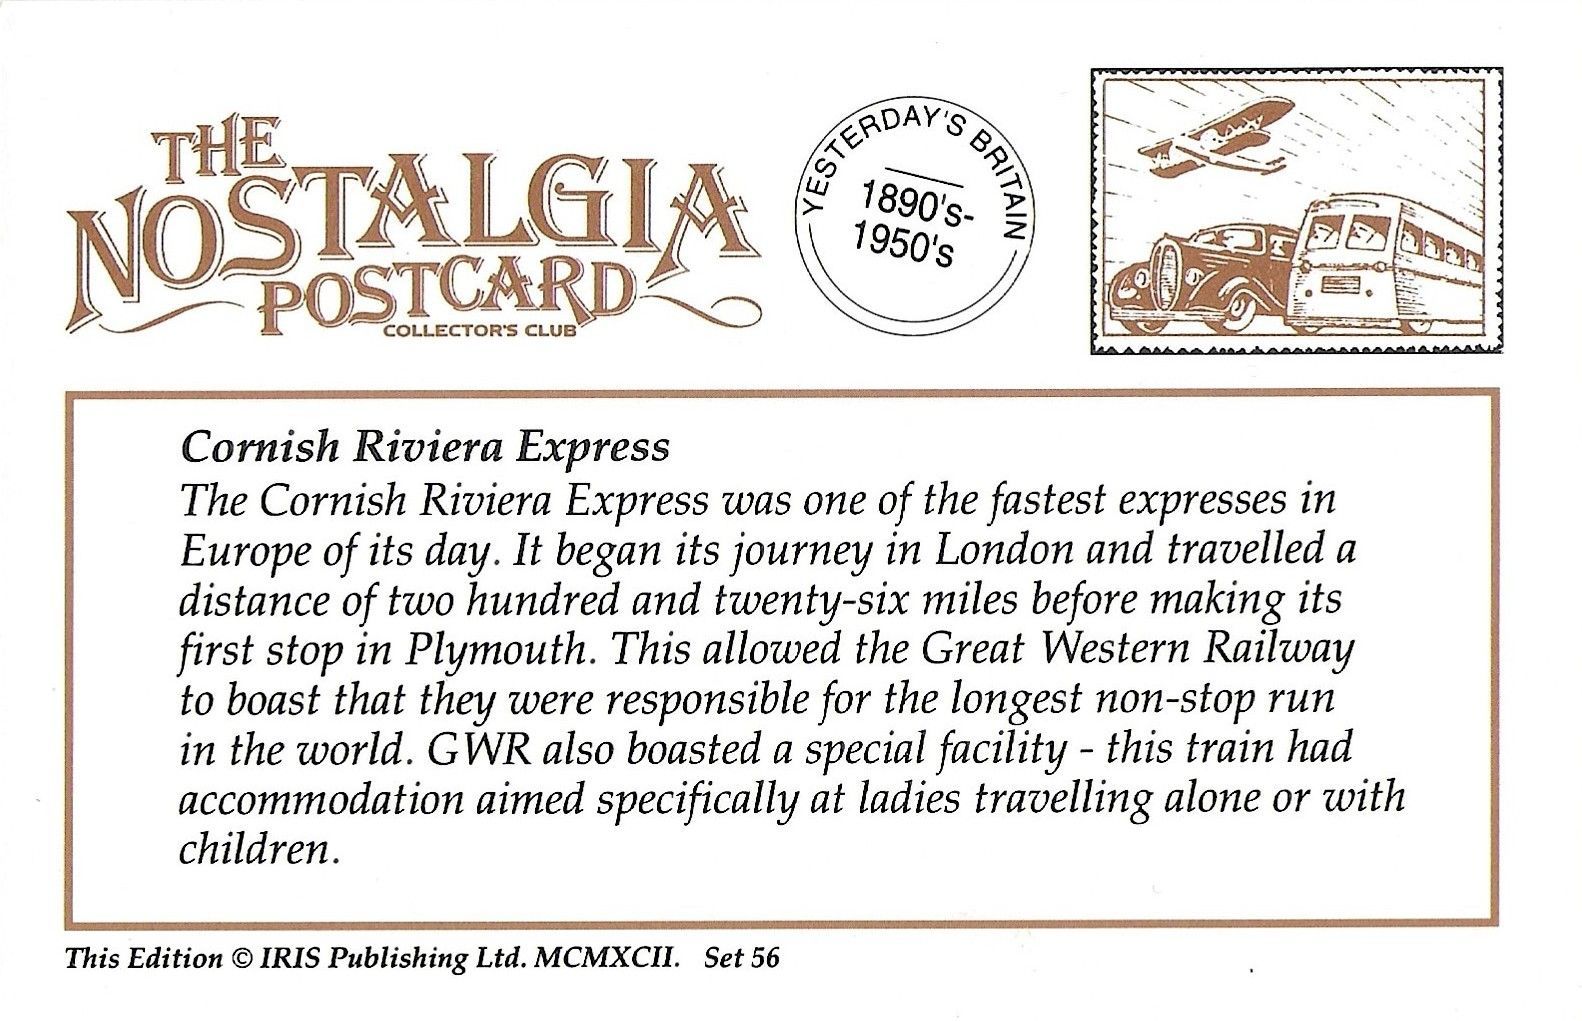 THE
NOSTALGIA
POSTCARD
COLLECTOR'S CLUB
YESTERDAY'S BRITAIN
1890's-
1950's
Cornish Riviera Express
The Cornish Riviera Express was one of the fastest expresses in
Europe of its day. It began its journey in London and travelled a
distance of two hundred and twenty-six miles before making its
first stop in Plymouth. This allowed the Great Western Railway
to boast that they were responsible for the longest non-stop run
in the world. GWR also boasted a special facility - this train had
accommodation aimed specifically at ladies travelling alone or with
children.
This Edition © IRIS Publishing Ltd. MCMXCII. Set 56